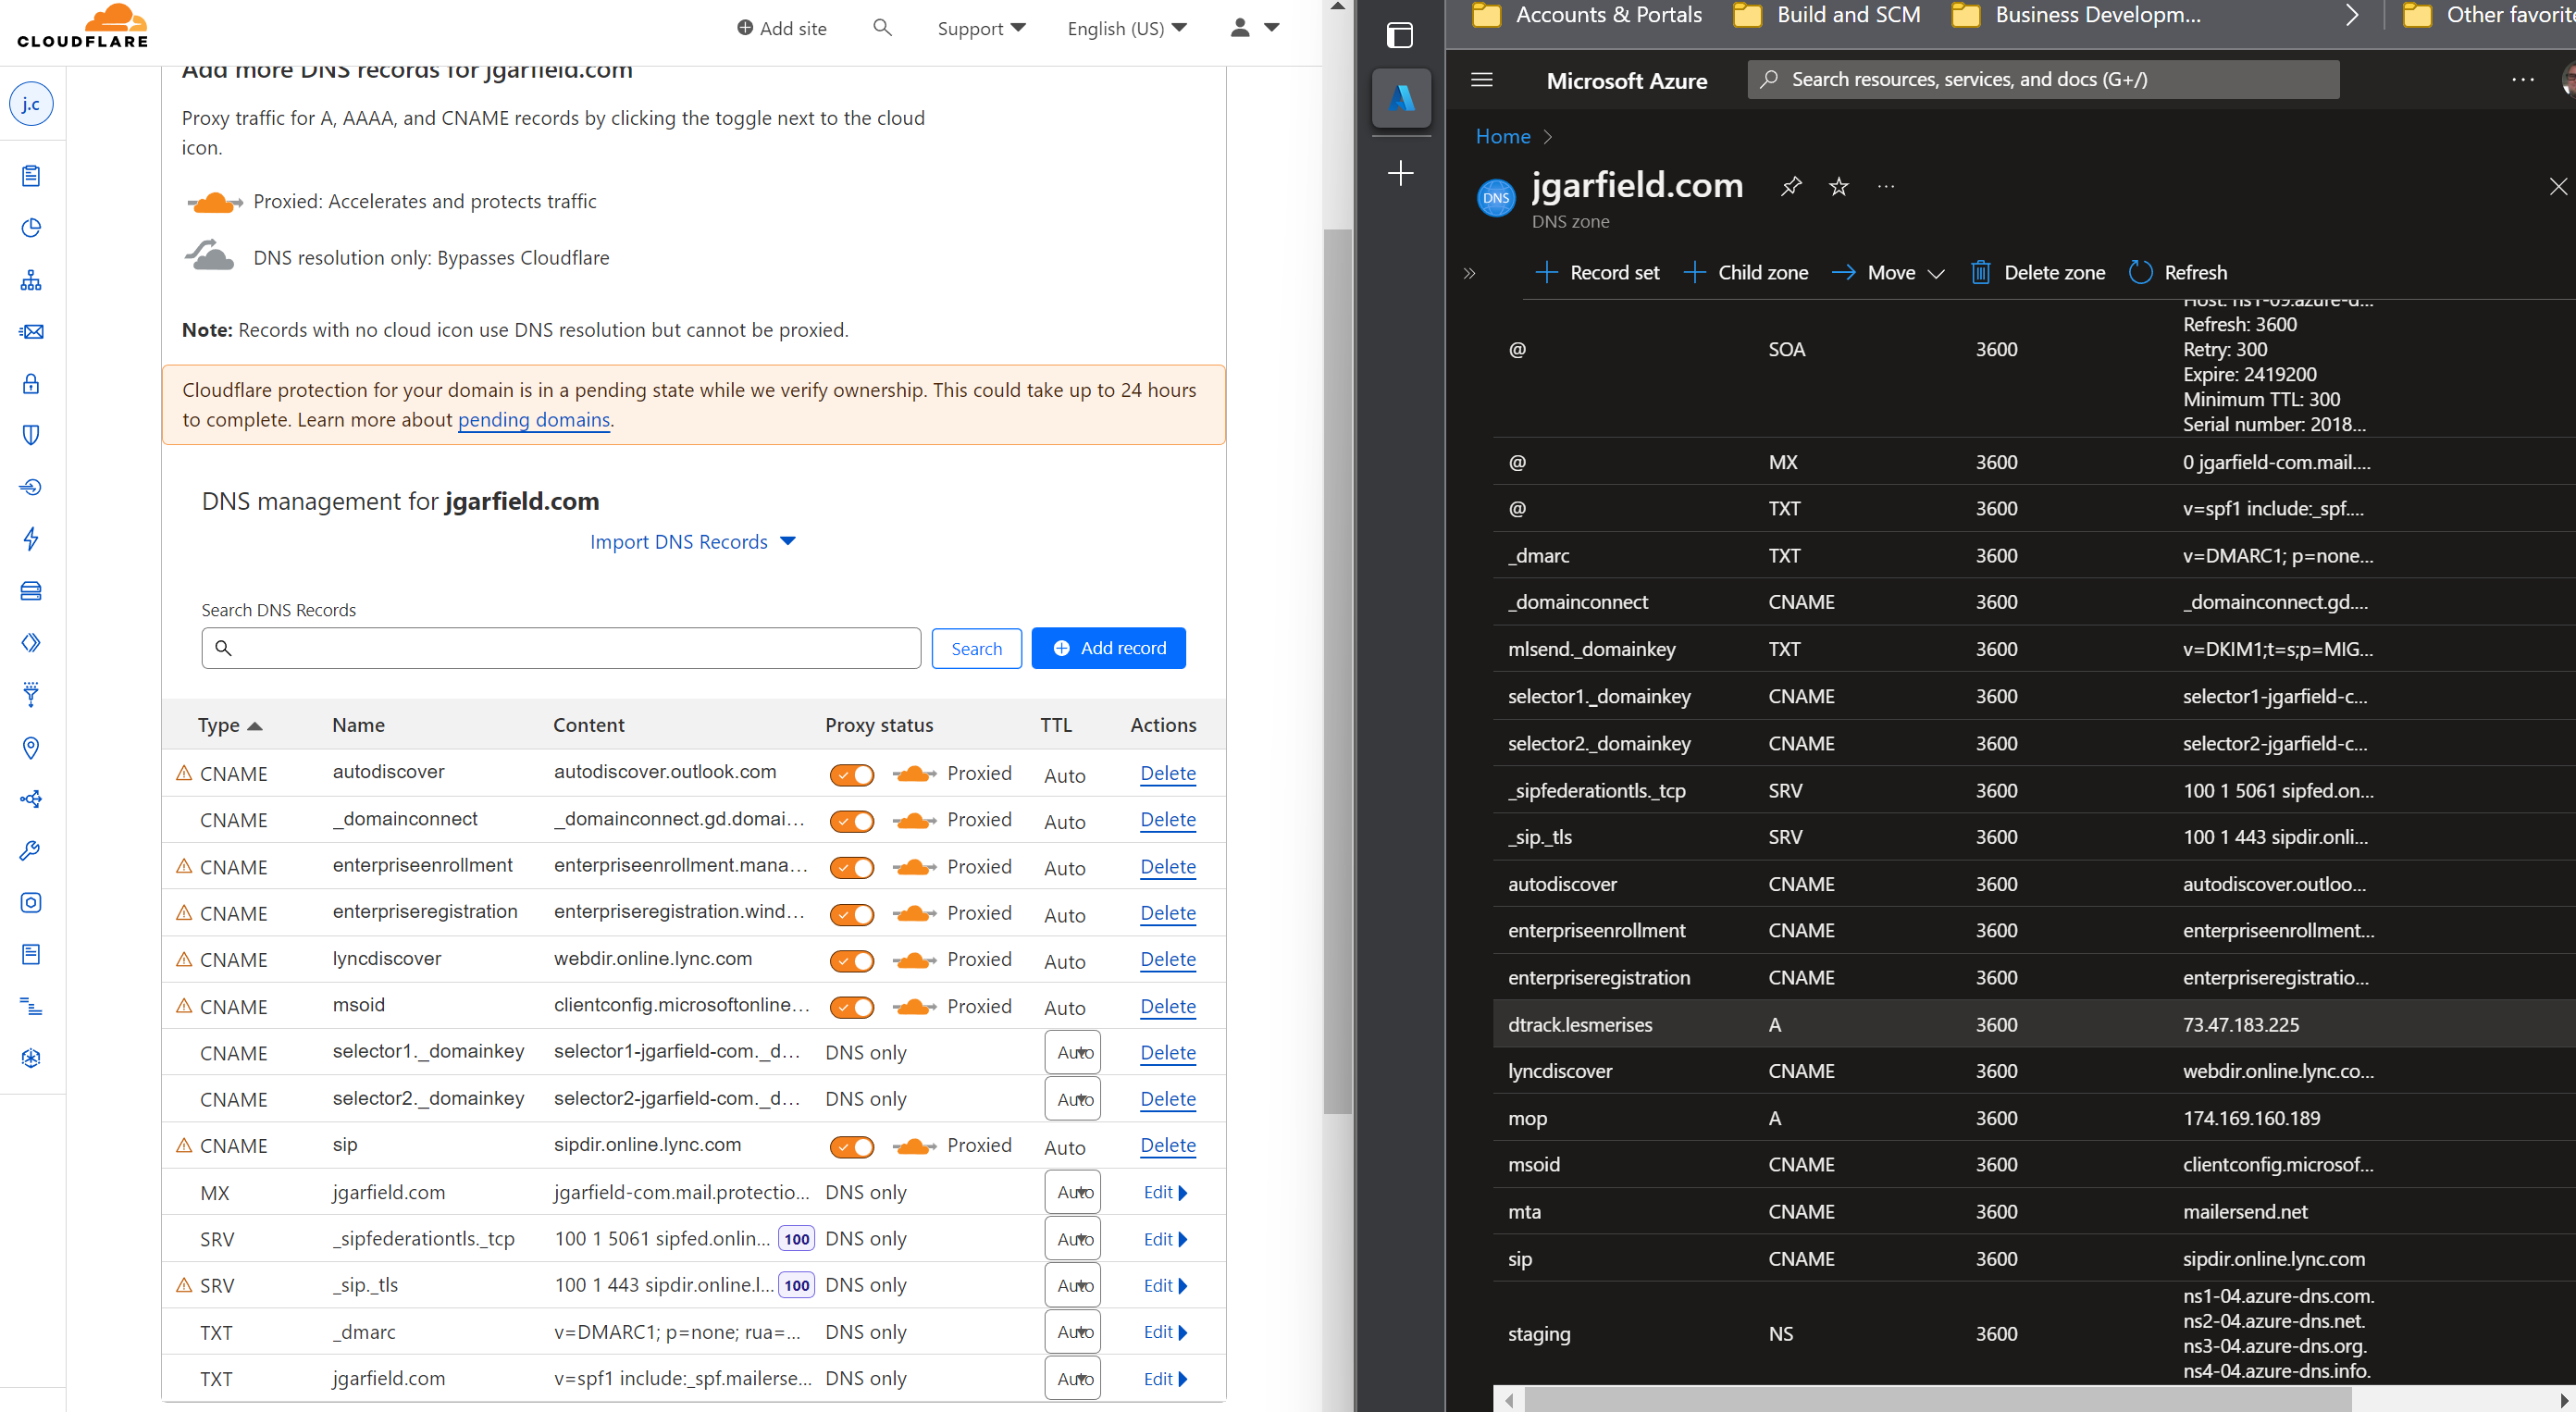 CLOUDFLARE
Add site
Support
English (US)
j.c
Add more DNS records for jgarfield.com
Proxy traffic for A, AAAA, and CNAME records by clicking the toggle next to the cloud
icon.
Proxied: Accelerates and protects traffic
DNS resolution only: Bypasses Cloudflare
Note: Records with no cloud icon use DNS resolution but cannot be proxied.
Cloudflare protection for your domain is in a pending state while we verify ownership. This could take up to 24 hours
to complete. Learn more about pending domains.
DNS management for jgarfield.com
Import DNS Records
Search DNS Records
Search
Add record
Type Name Content Proxy status TTL Actions
CNAME autodiscover autodiscover.outlook.com Proxied Auto Delete
CNAME _domainconnect _domainconnect.gd.domai... Proxied Auto Delete
CNAME enterpriseenrollment enterpriseenrollment.mana... Proxied Auto Delete
CNAME enterpriseregistration enterpriseregistration.wind... Proxied Auto Delete
CNAME lyncdiscover webdir.online.lync.com Proxied Auto Delete
CNAME msoid clientconfig.microsoftonline... Proxied Auto Delete
CNAME selector1._domainkey selector1-jgarfield-com._d... DNS only Auto Delete
CNAME selector2._domainkey selector2-jgarfield-com._d... DNS only Auto Delete
CNAME sip sipdir.online.lync.com Proxied Auto Delete
MX jgarfield.com jgarfield-com.mail.protectio... DNS only Auto Edit
SRV _sipfederationtls._tcp 100 1 5061 sipfed.onlin... 100 DNS only Auto Edit
SRV _sip._tls 100 1 443 sipdir.online.l... 100 DNS only Auto Edit
TXT _dmarc v=DMARC1; p=none; rua=... DNS only Auto Edit
TXT jgarfield.com v=spf1 include:_spf.mailerse... DNS only Auto Edit
Accounts & Portals
Build and SCM
Business Developm...
Other favorite
Microsoft Azure
Search resources, services, and docs (G+/)
Home
DNS
jgarfield.com
DNS zone
Record set
Child zone
Move
Delete zone
Refresh
Host: ns1-09.azure-d...
Refresh: 3600
@ SOA 3600 Retry: 300
Expire: 2419200
Minimum TTL: 300
Serial number: 2018...
@ MX 3600 0 jgarfield-com.mail....
@ TXT 3600 v=spf1 include:_spf....
_dmarc TXT 3600 v=DMARC1; p=none...
_domainconnect CNAME 3600 _domainconnect.gd....
mlsend._domainkey TXT 3600 v=DKIM1;t=s;p=MIG...
selector1._domainkey CNAME 3600 selector1-jgarfield-c...
selector2._domainkey CNAME 3600 selector2-jgarfield-c...
_sipfederationtls._tcp SRV 3600 100 1 5061 sipfed.on...
_sip._tls SRV 3600 100 1 443 sipdir.onli...
autodiscover CNAME 3600 autodiscover.outloo...
enterpriseenrollment CNAME 3600 enterpriseenrollment...
enterpriseregistration CNAME 3600 enterpriseregistratio...
dtrack.lesmerises A 3600 73.47.183.225
lyncdiscover CNAME 3600 webdir.online.lync.co...
mop A 3600 174.169.160.189
msoid CNAME 3600 clientconfig.microsof...
mta CNAME 3600 mailersend.net
sip CNAME 3600 sipdir.online.lync.com
ns1-04.azure-dns.com.
ns2-04.azure-dns.net.
staging NS 3600
ns3-04.azure-dns.org.
ns4-04.azure-dns.info.